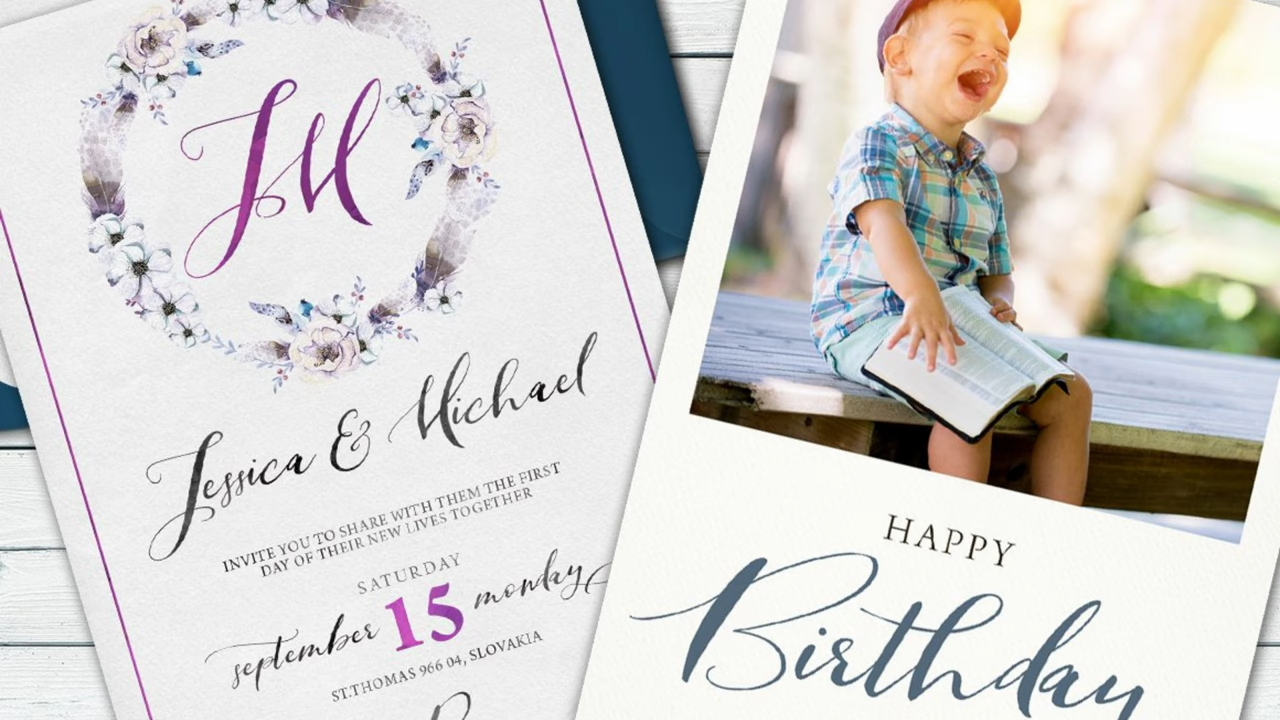 JM
Jessica & Michael
INVITE YOU TO SHARE WITH THEM THE FIRST
DAY OF THEIR NEW LIVES TOGETHER
SATURDAY
september 15 monday
ST.THOMAS 966 04, SLOVAKIA
HAPPY
Birthday